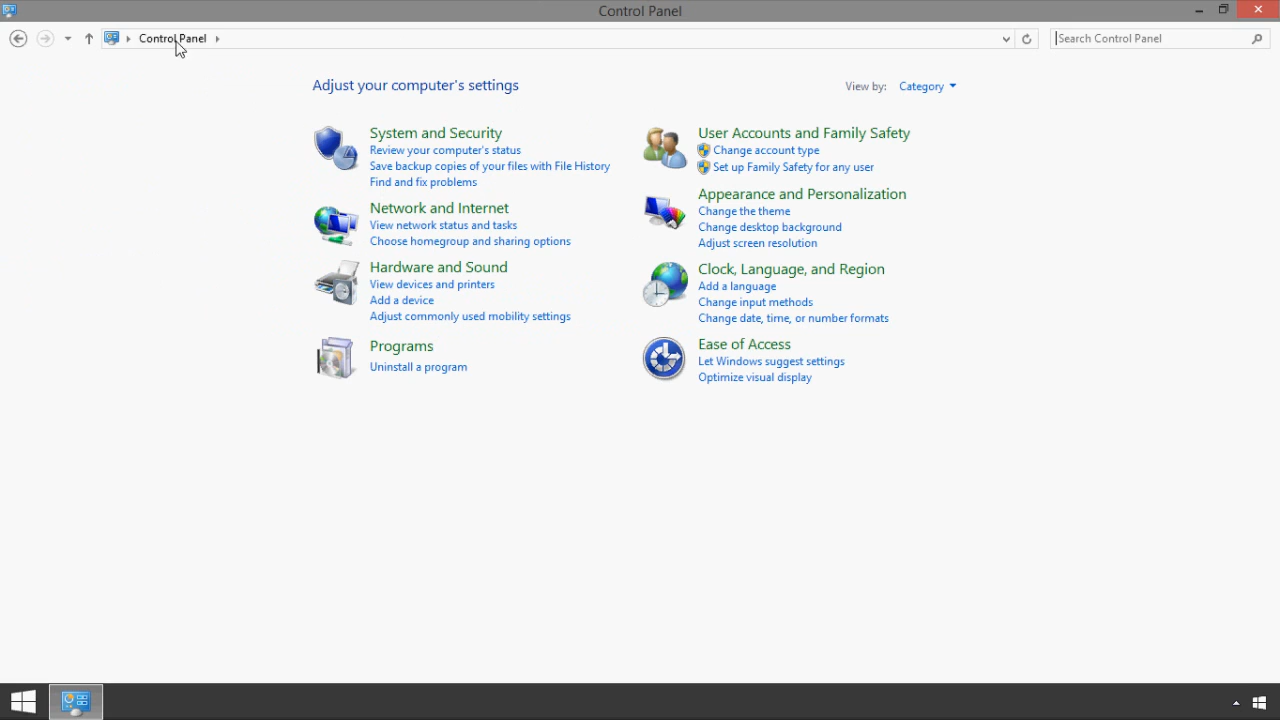 Control Panel
Control Panel
Search Control Panel
Adjust your computer's settings
View by: Category
System and Security
Review your computer's status
Save backup copies of your files with File History
Find and fix problems
Network and Internet
View network status and tasks
Choose homegroup and sharing options
Hardware and Sound
View devices and printers
Add a device
Adjust commonly used mobility settings
Programs
Uninstall a program
User Accounts and Family Safety
Change account type
Set up Family Safety for any user
Appearance and Personalization
Change the theme
Change desktop background
Adjust screen resolution
Clock, Language, and Region
Add a language
Change input methods
Change date, time, or number formats
Ease of Access
Let Windows suggest settings
Optimize visual display